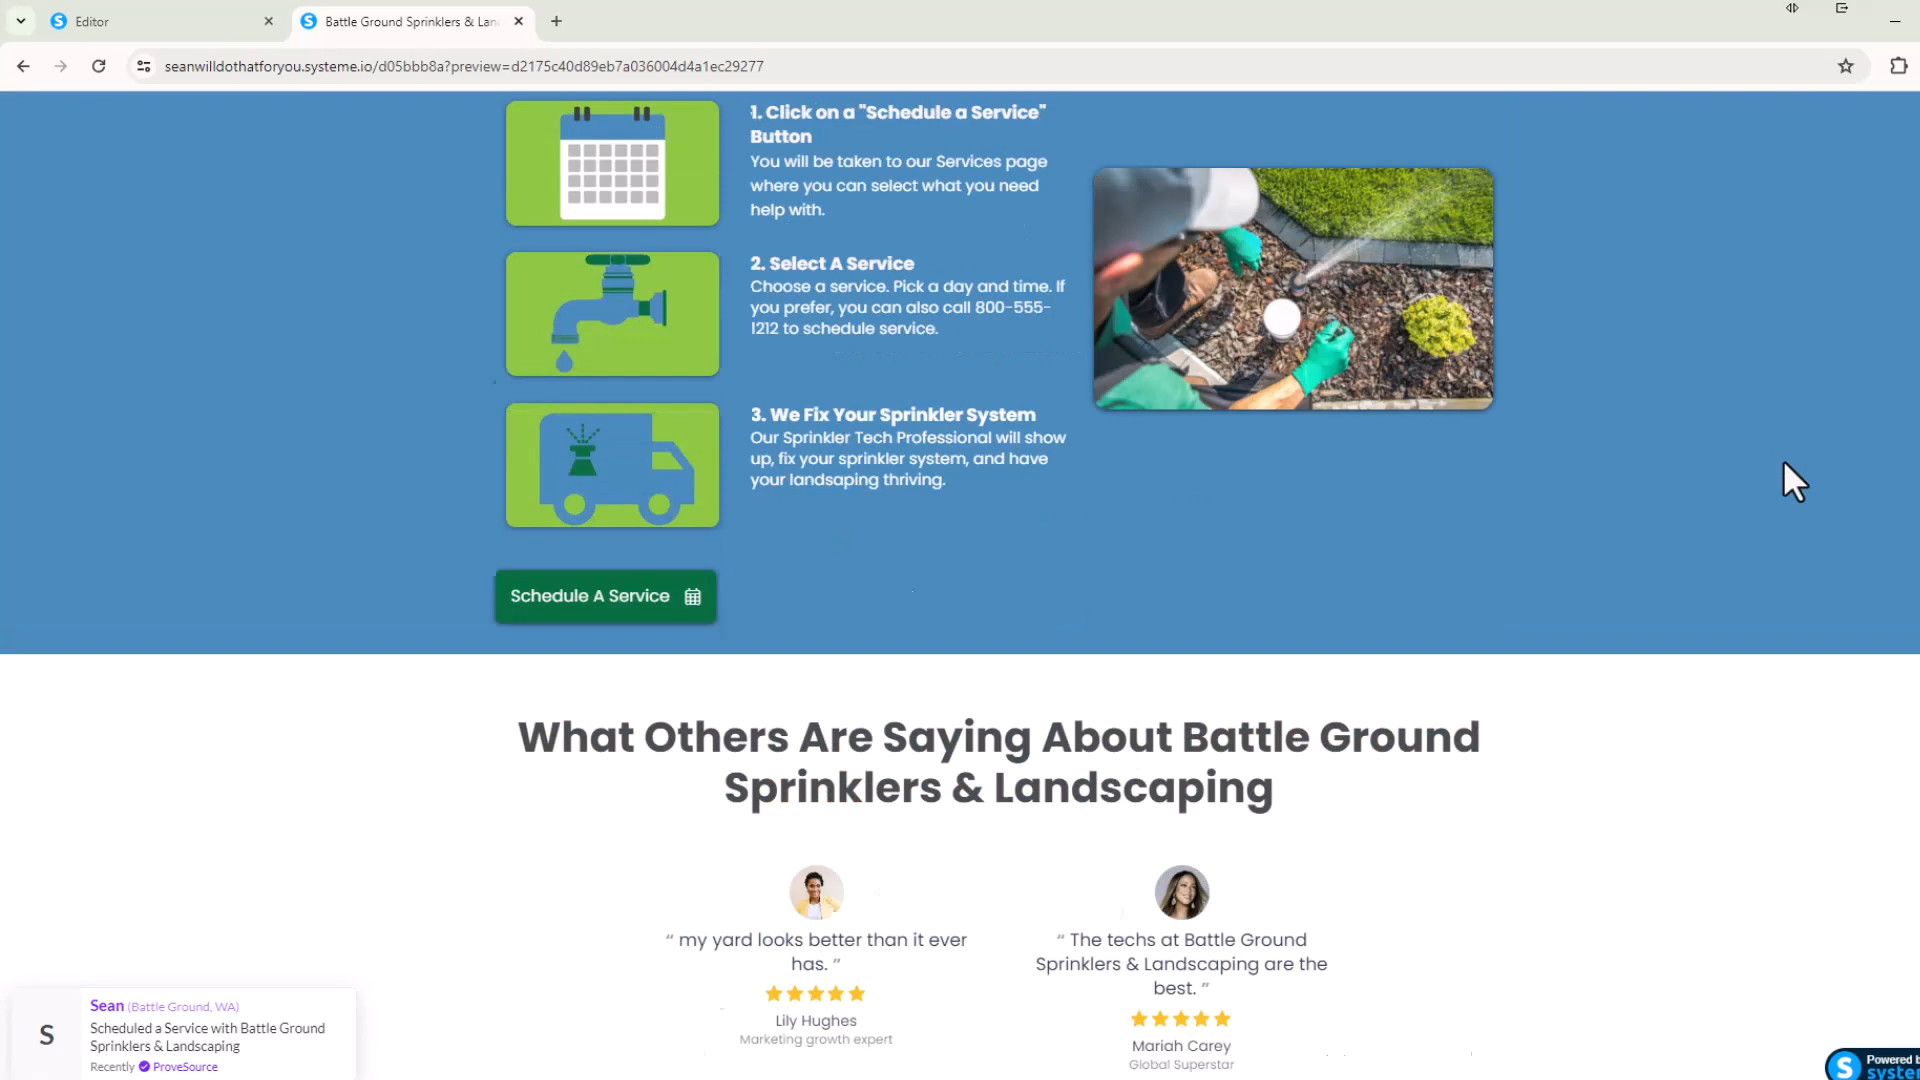 Editor
Battle Ground Sprinklers & Lan
seanwilldothatforyou.systeme.io/d05bbb8a?preview=d2175c40d89eb7a036004d4a1ec29277
1. Click on a "Schedule a Service"
Button
You will be taken to our Services page
where you can select what you need
help with.
2. Select A Service
Choose a service. Pick a day and time. If
you prefer, you can also call 800-555-
1212 to schedule service.
3. We Fix Your Sprinkler System
Our Sprinkler Tech Professional will show
up, fix your sprinkler system, and have
your landsaping thriving.
Schedule A Service
What Others Are Saying About Battle Ground
Sprinklers & Landscaping
“ my yard looks better than it ever
has. ”
Lily Hughes
Marketing growth expert
“ The techs at Battle Ground
Sprinklers & Landscaping are the
best. ”
Mariah Carey
Global Superstar
S
Sean (Battle Ground, WA)
Scheduled a Service with Battle Ground
Sprinklers & Landscaping
Recently ProveSource
S
Powered b
system